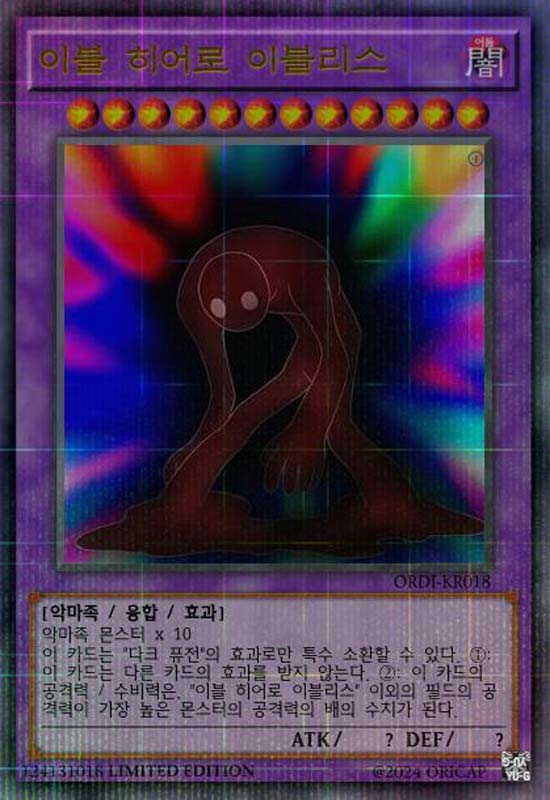 이블 히어로 이블리스
어둠
闇
ORDI-KR018
[악마족 / 융합 / 효과]
악마족 몬스터 x 10
이 카드는 "다크 퓨전"의 효과로만 특수 소환할 수 있다. ①:
이 카드는 다른 카드의 효과를 받지 않는다. ②: 이 카드의
공격력 / 수비력은, "이블 히어로 이블리스" 이외의 필드의 공
격력이 가장 높은 몬스터의 공격력의 배의 수치가 된다.
ATK/ ? DEF/ ?
124131018 LIMITED EDITION
©2024 ORICAP
YU-G
YU-G